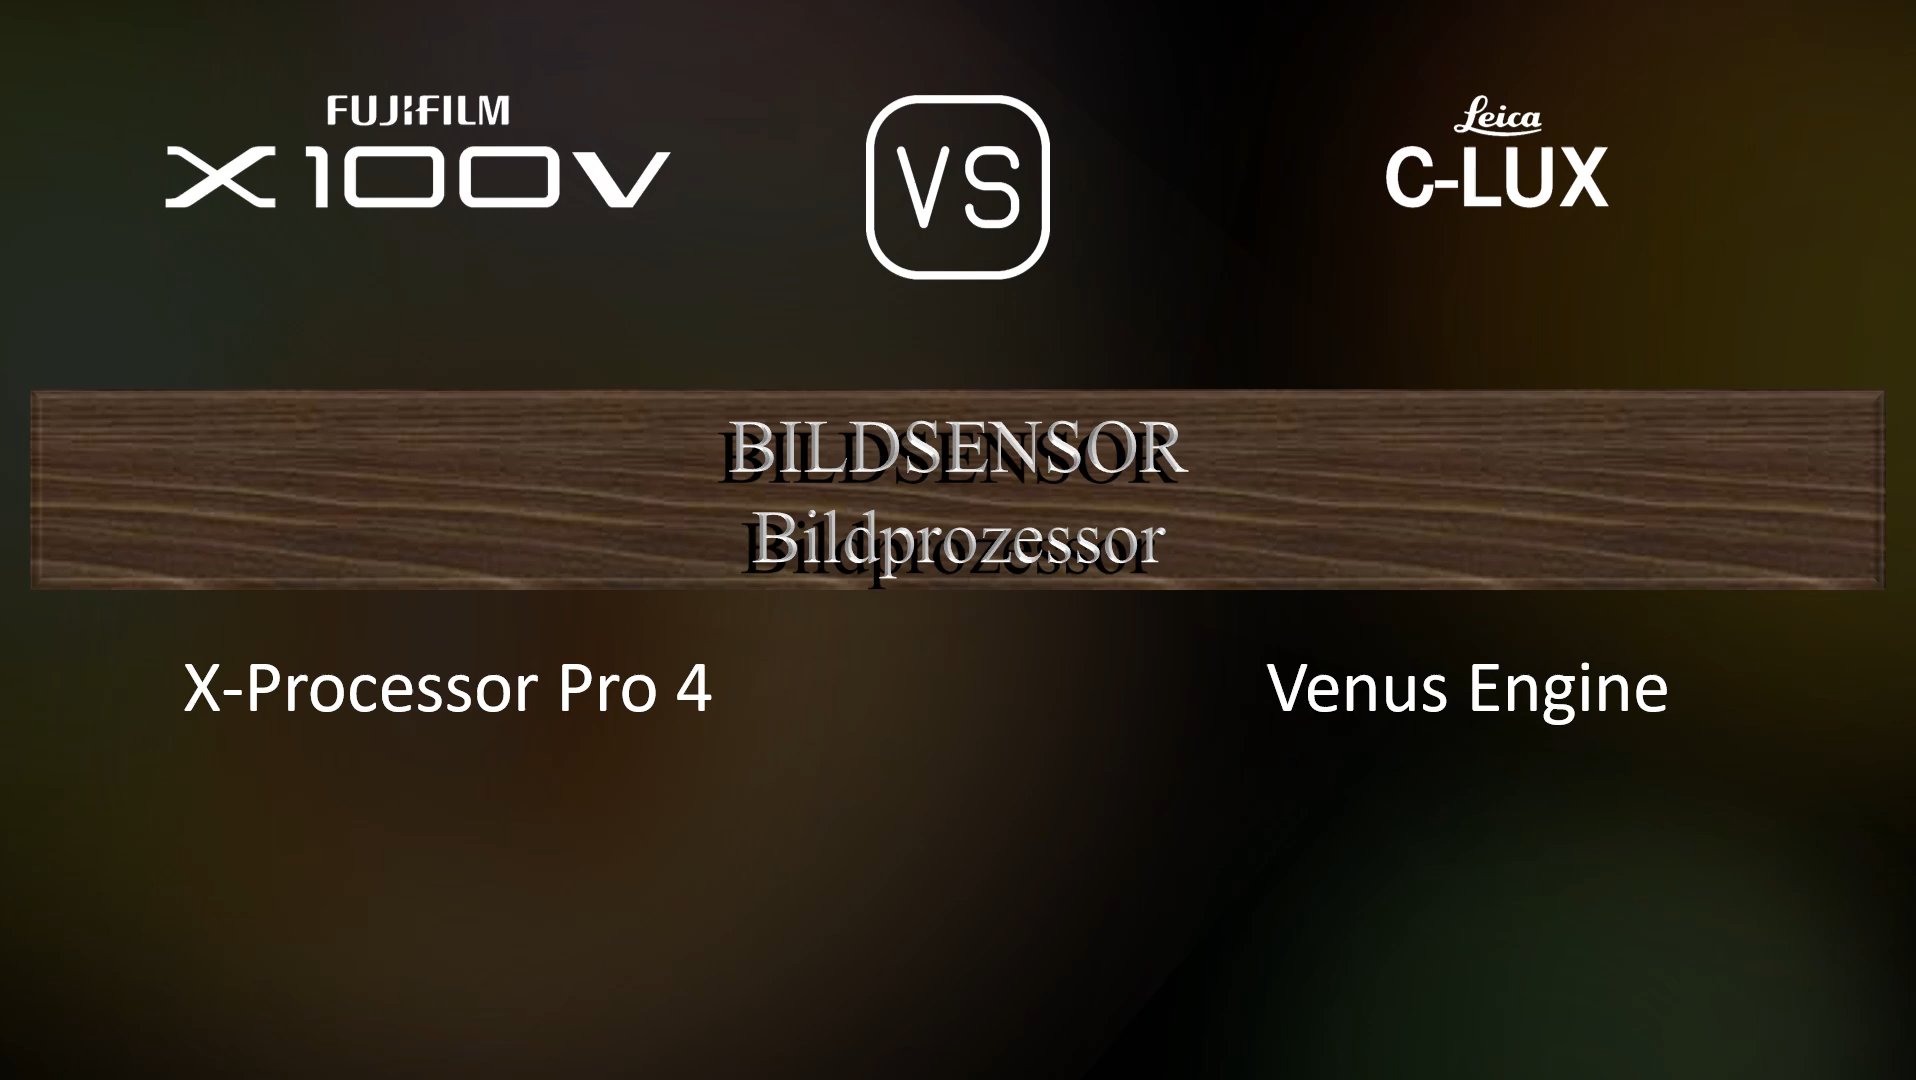 FUJIFILM
X100V
VS
Leica
C-LUX
BILDSENSOR
Bildprozessor
X-Processor Pro 4
Venus Engine